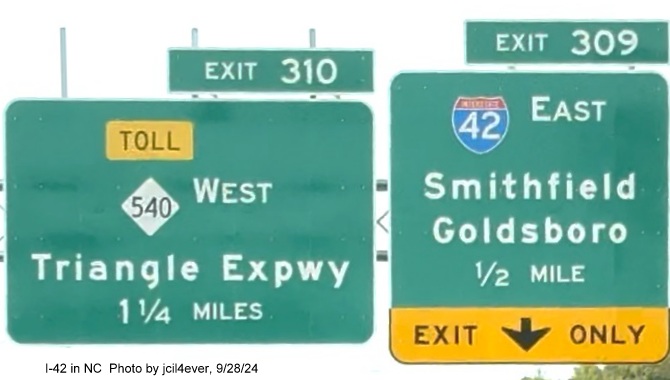 EXIT 310
TOLL
540 WEST
Triangle Expwy
1 1/4 MILES
EXIT 309
INTERSTATE
42 EAST
Smithfield
Goldsboro
1/2 MILE
EXIT ONLY
I-42 in NC Photo by jcil4ever, 9/28/24